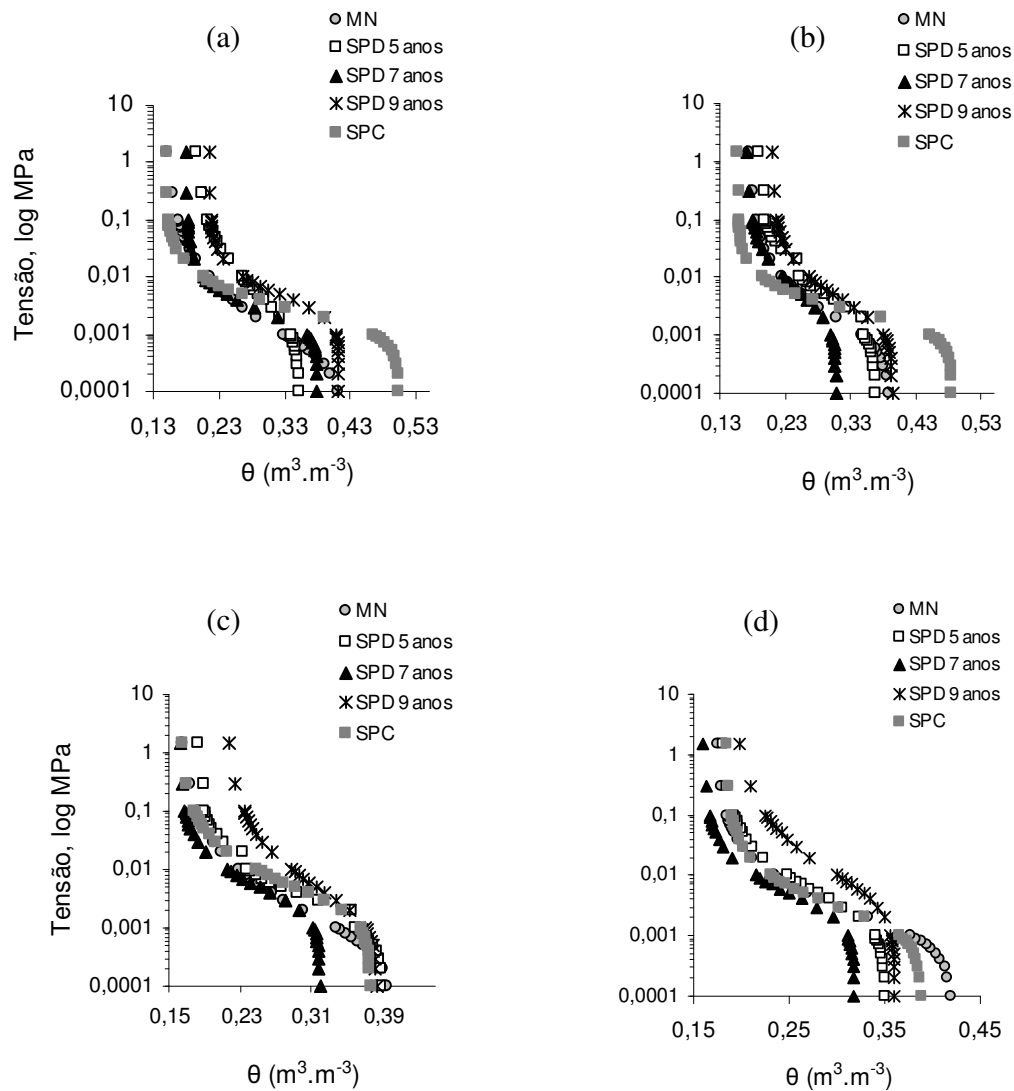 (a)
MN
SPD 5 anos
SPD 7 anos
SPD 9 anos
SPC
Tensão, log MPa
10
1
0,1
0,01
0,001
0,0001
0,13 0,23 0,33 0,43 0,53
θ (m³.m⁻³)
(b)
MN
SPD 5 anos
SPD 7 anos
SPD 9 anos
SPC
10
1
0,1
0,01
0,001
0,0001
0,13 0,23 0,33 0,43 0,53
θ (m³.m⁻³)
(c)
MN
SPD 5 anos
SPD 7 anos
SPD 9 anos
SPC
Tensão, log MPa
10
1
0,1
0,01
0,001
0,0001
0,15 0,23 0,31 0,39
θ (m³.m⁻³)
(d)
MN
SPD 5 anos
SPD 7 anos
SPD 9 anos
SPC
10
1
0,1
0,01
0,001
0,0001
0,15 0,25 0,35 0,45
θ (m³.m⁻³)